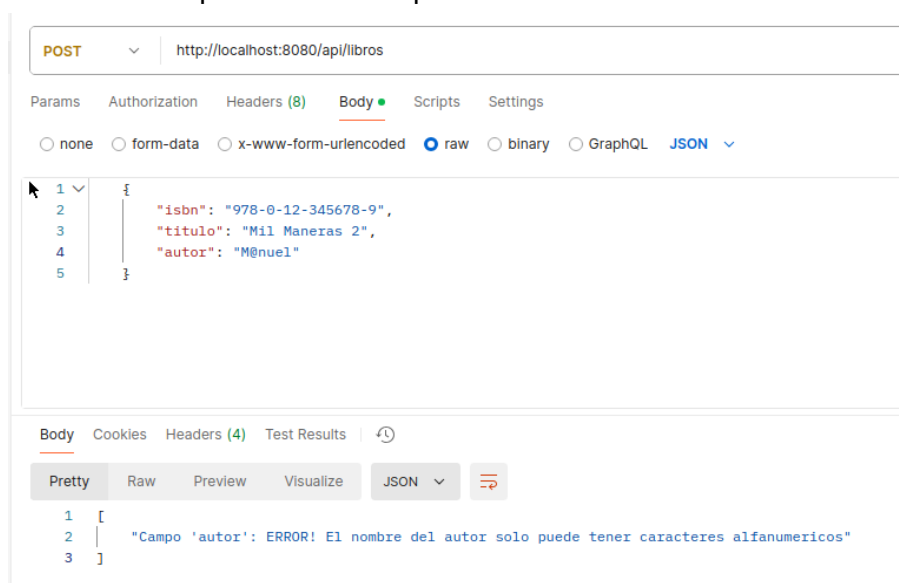 POST http://localhost:8080/api/libros
Params Authorization Headers (8) Body Scripts Settings
none form-data x-www-form-urlencoded raw binary GraphQL JSON
1 {
2 "isbn": "978-0-12-345678-9",
3 "titulo": "Mil Maneras 2",
4 "autor": "M@nuel"
5 }
Body Cookies Headers (4) Test Results
Pretty Raw Preview Visualize JSON
1 [
2 "Campo 'autor': ERROR! El nombre del autor solo puede tener caracteres alfanumericos"
3 ]